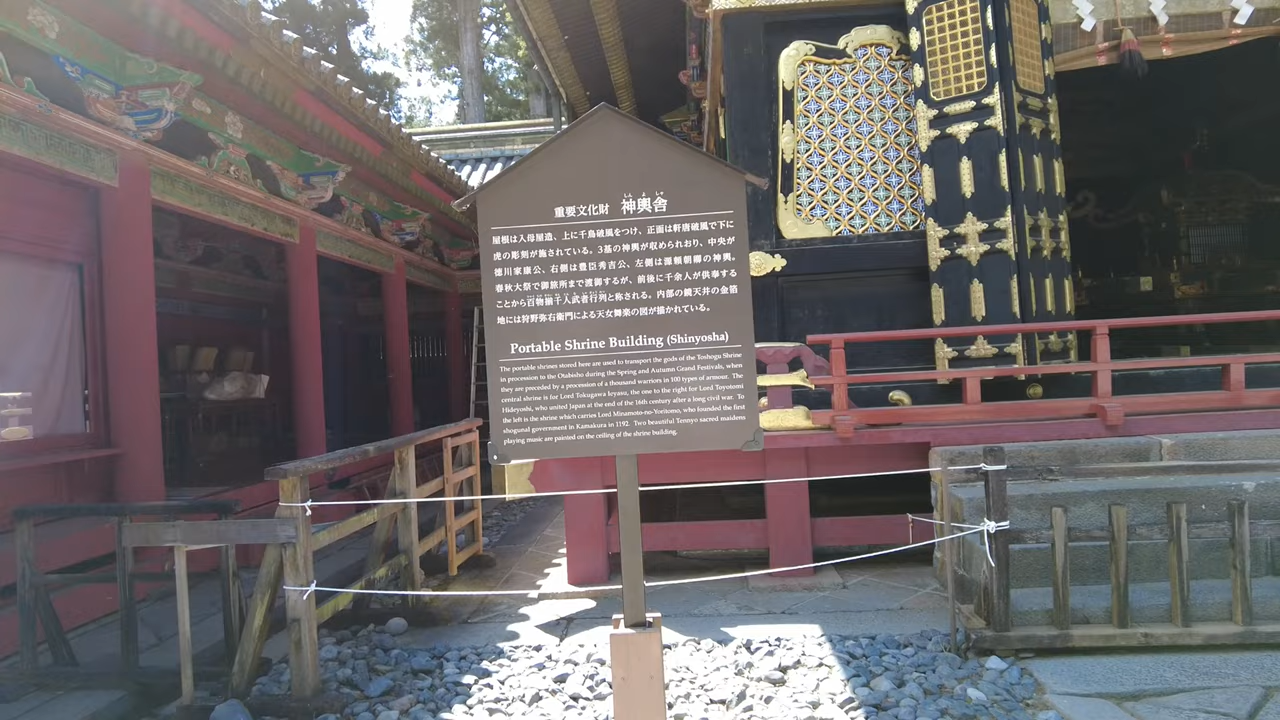 重要文化財 神輿舎
しんよしゃ
屋根は入母屋造、上に千鳥破風をつけ、正面は軒唐破風で下に
虎の彫刻が施されている。3基の神輿が収められおり、中央が
徳川家康公、右側は豊臣秀吉公、左側は源頼朝卿の神輿。
春秋大祭で御旅所まで渡御するが、前後に千余人が供奉する
ことから百物揃千人武者行列と称される。内部の鏡天井の金箔
地には狩野弥右衛門による天女舞楽の図が描かれている。
Portable Shrine Building (Shinyosha)
The portable shrines stored here are used to transport the gods of the Toshogu Shrine
in procession to the Otabisho during the Spring and Autumn Grand Festivals, when
they are preceded by a procession of a thousand warriors in 100 types of armour. The
central shrine is for Lord Tokugawa Ieyasu, the one to the right for Lord Toyotomi
Hideyoshi, who united Japan at the end of the 16th century after a long civil war. To
the left is the shrine which carries Lord Minamoto-no-Yoritomo, who founded the first
shogunal government in Kamakura in 1192. Two beautiful Tennyo sacred maidens
playing music are painted on the ceiling of the shrine building.